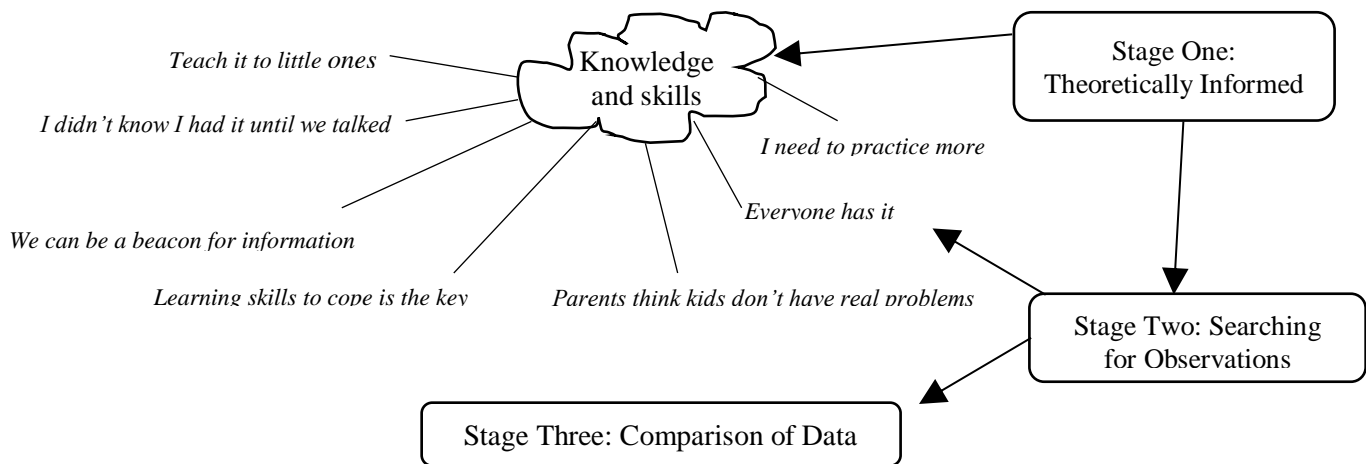 Stage One:
Theoretically Informed
Knowledge
and skills
Teach it to little ones
I didn't know I had it until we talked
I need to practice more
Everyone has it
We can be a beacon for information
Learning skills to cope is the key
Parents think kids don't have real problems
Stage Two: Searching
for Observations
Stage Three: Comparison of Data